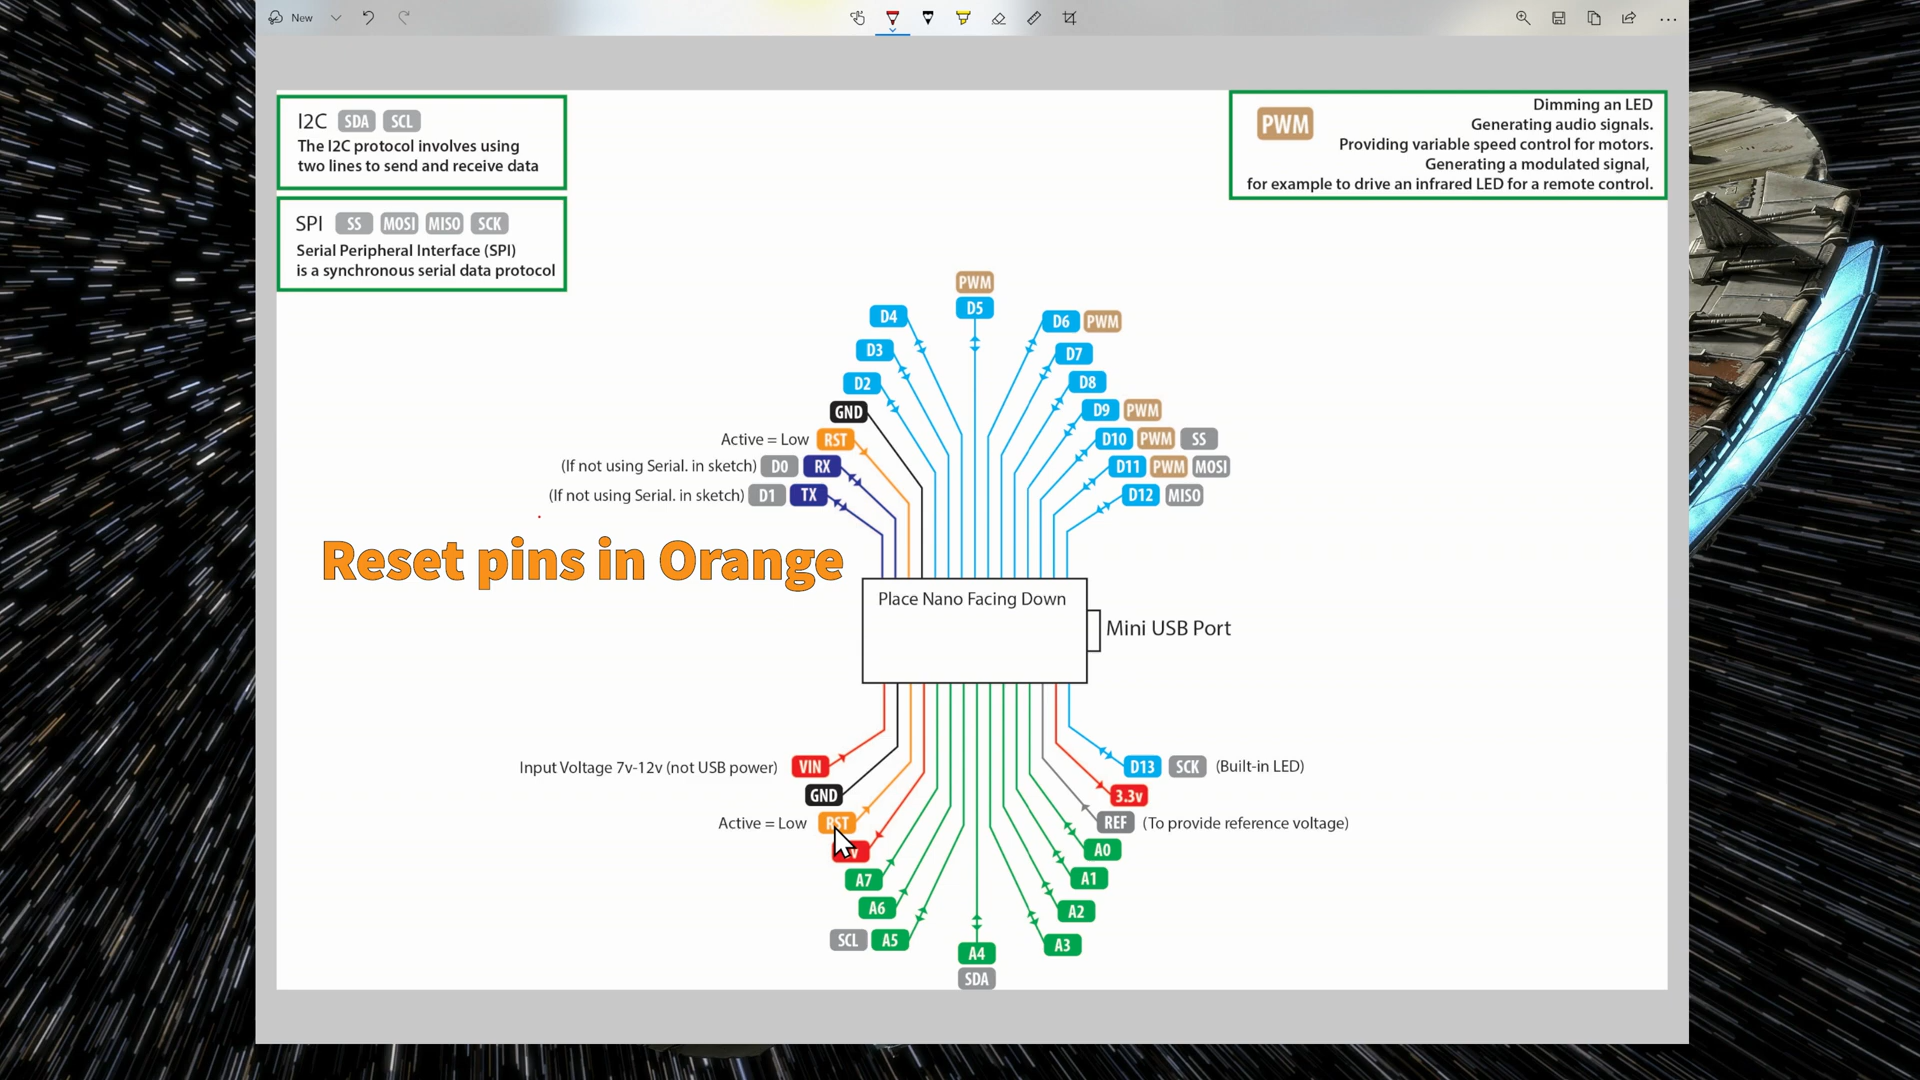 New
I2C SDA SCL
The I2C protocol involves using
two lines to send and receive data
SPI SS MOSI MISO SCK
Serial Peripheral Interface (SPI)
is a synchronous serial data protocol
PWM
Dimming an LED
Generating audio signals.
Providing variable speed control for motors.
Generating a modulated signal,
for example to drive an infrared LED for a remote control.
PWM
D5
D4
D6 PWM
D3
D7
D2
D8
GND
D9 PWM
Active = Low RST
D10 PWM SS
(If not using Serial. in sketch) D0 RX
D11 PWM MOSI
(If not using Serial. in sketch) D1 TX
D12 MISO
Reset pins in Orange
Place Nano Facing Down
Mini USB Port
Input Voltage 7v-12v (not USB power) VIN
D13 SCK (Built-in LED)
GND
3.3v
Active = Low RST
REF (To provide reference voltage)
A0
A7
A1
A6
A2
SCL A5
A3
A4
SDA